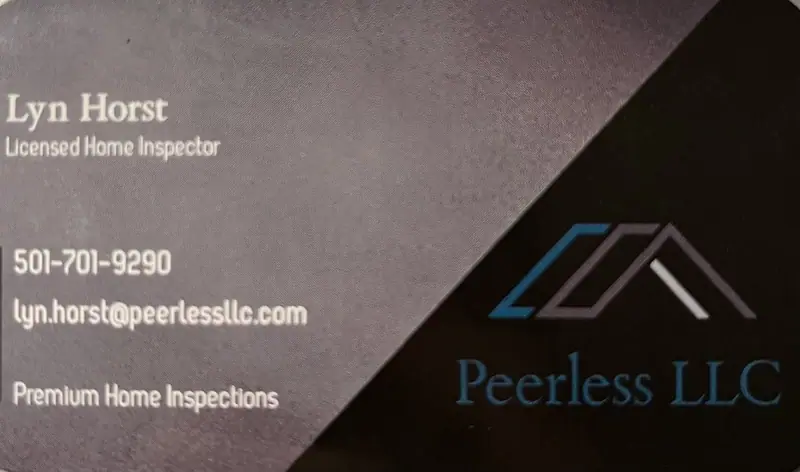 Lyn Horst
Licensed Home Inspector
501-701-9290
lyn.horst@peerlessllc.com
Premium Home Inspections
Peerless LLC